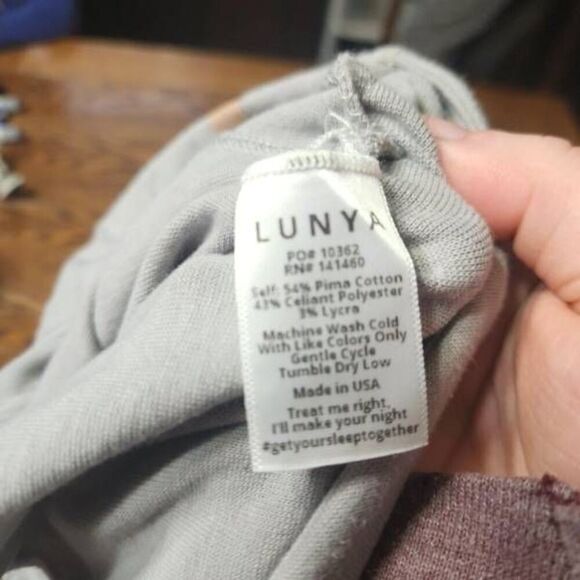 LUNYA
PO# 10362
RN# 141460
Self: 54% Pima Cotton
43% Celiant Polyester
3% Lycra
Machine Wash Cold
With Like Colors Only
Gentle Cycle
Tumble Dry Low
Made in USA
Treat me right,
I'll make your night
#getyoursleeptogether